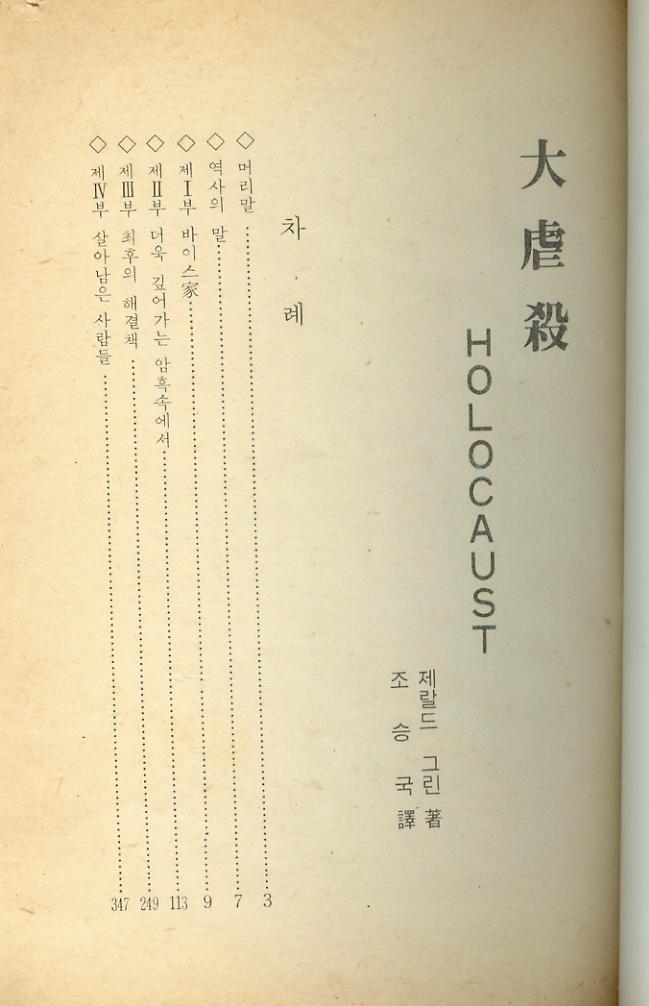 大虐殺
HOLOCAUST
제랄드 그린 著
조승국 譯
차·례
◇ 머리말 3
◇ 역사의 말 7
◇ 제Ⅰ부 바이스家 9
◇ 제Ⅱ부 더욱 깊어가는 암흑속에서 113
◇ 제Ⅲ부 최후의 해결책 249
◇ 제Ⅳ부 살아남은 사람들 347